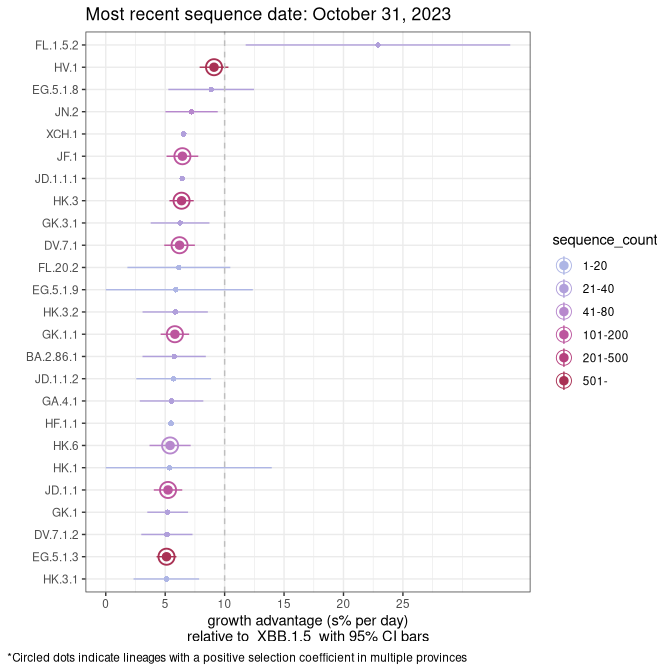 Most recent sequence date: October 31, 2023
FL.1.5.2
HV.1
EG.5.1.8
JN.2
XCH.1
JF.1
JD.1.1.1
HK.3
GK.3.1
DV.7.1
FL.20.2
EG.5.1.9
HK.3.2
GK.1.1
BA.2.86.1
JD.1.1.2
GA.4.1
HF.1.1
HK.6
HK.1
JD.1.1
GK.1
DV.7.1.2
EG.5.1.3
HK.3.1
0 5 10 15 20 25
growth advantage (s% per day)
relative to XBB.1.5 with 95% CI bars
sequence_count
1-20
21-40
41-80
101-200
201-500
501-
*Circled dots indicate lineages with a positive selection coefficient in multiple provinces